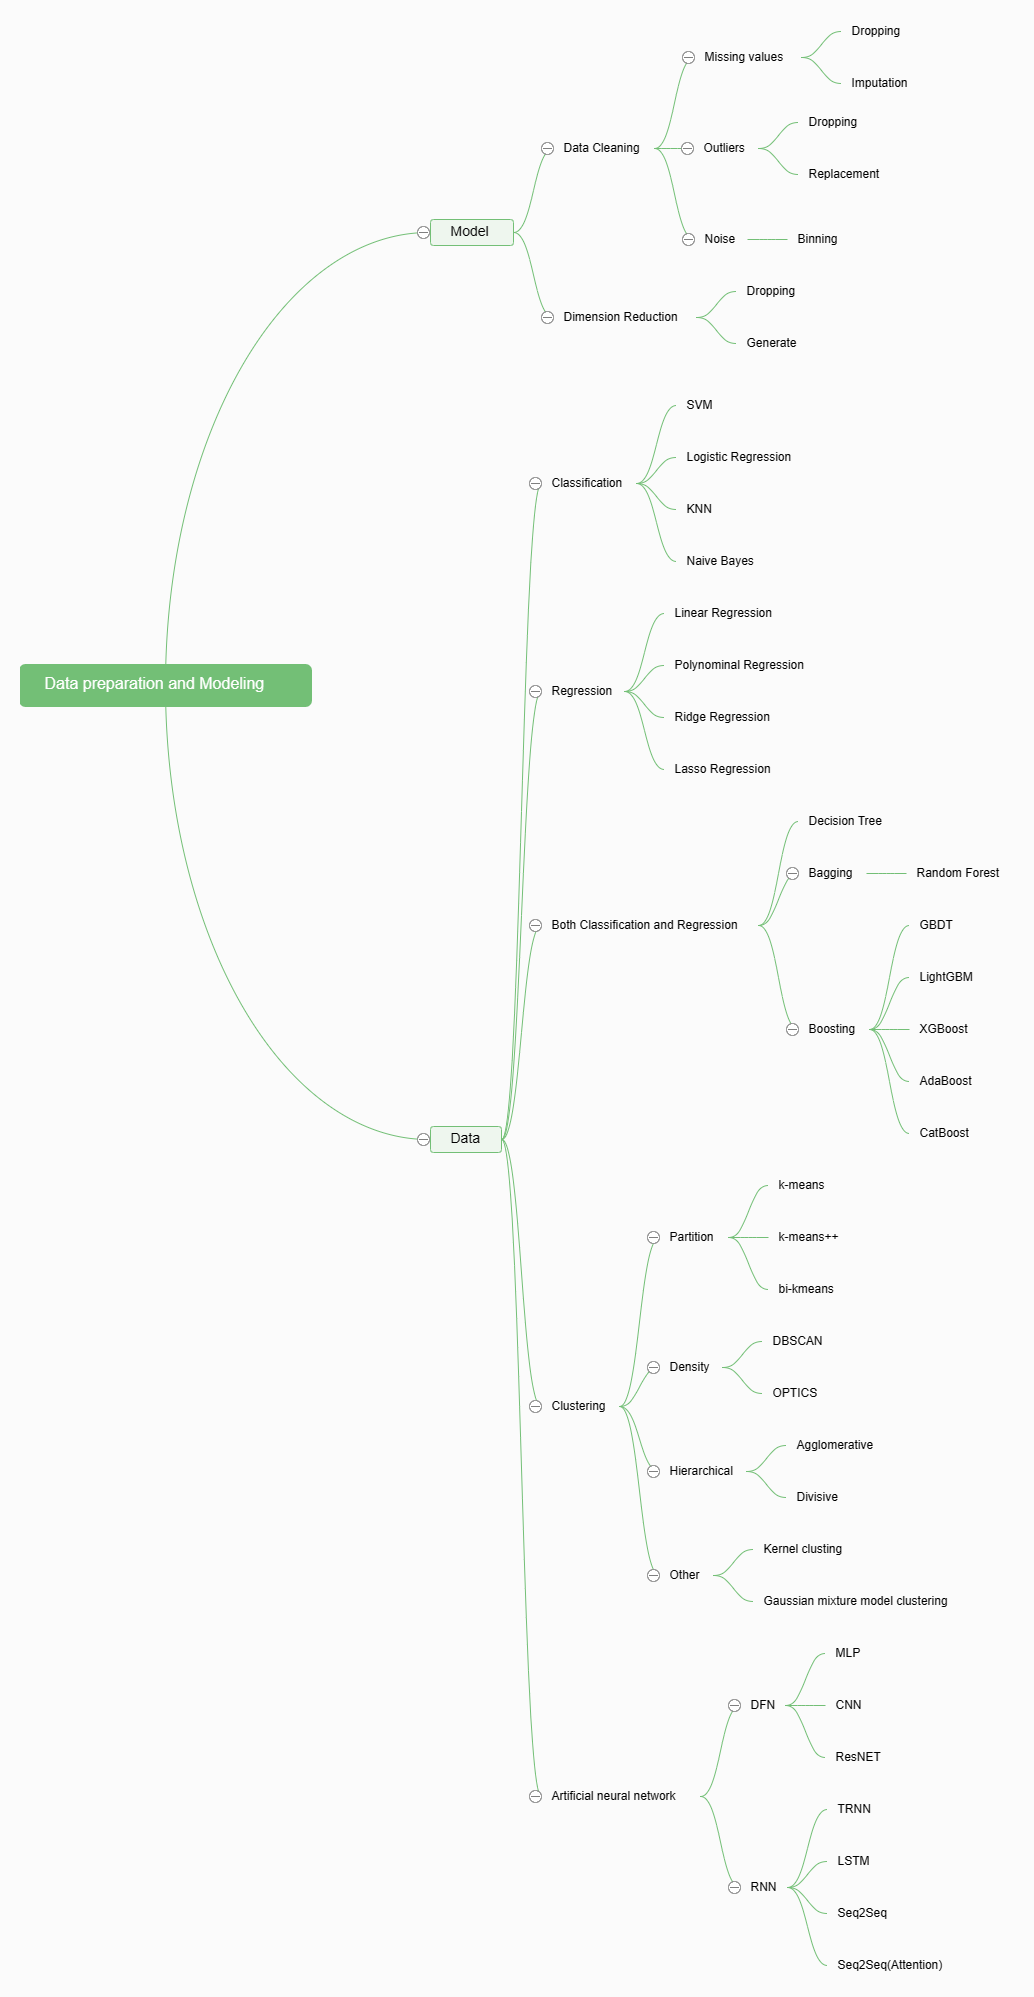 Data preparation and Modeling
Model
Data Cleaning
Missing values
Dropping
Imputation
Outliers
Dropping
Replacement
Noise
Binning
Dimension Reduction
Dropping
Generate
Data
Classification
SVM
Logistic Regression
KNN
Naive Bayes
Regression
Linear Regression
Polynominal Regression
Ridge Regression
Lasso Regression
Both Classification and Regression
Decision Tree
Bagging
Random Forest
Boosting
GBDT
LightGBM
XGBoost
AdaBoost
CatBoost
Clustering
Partition
k-means
k-means++
bi-kmeans
Density
DBSCAN
OPTICS
Hierarchical
Agglomerative
Divisive
Other
Kernel clusting
Gaussian mixture model clustering
Artificial neural network
DFN
MLP
CNN
ResNET
RNN
TRNN
LSTM
Seq2Seq
Seq2Seq(Attention)